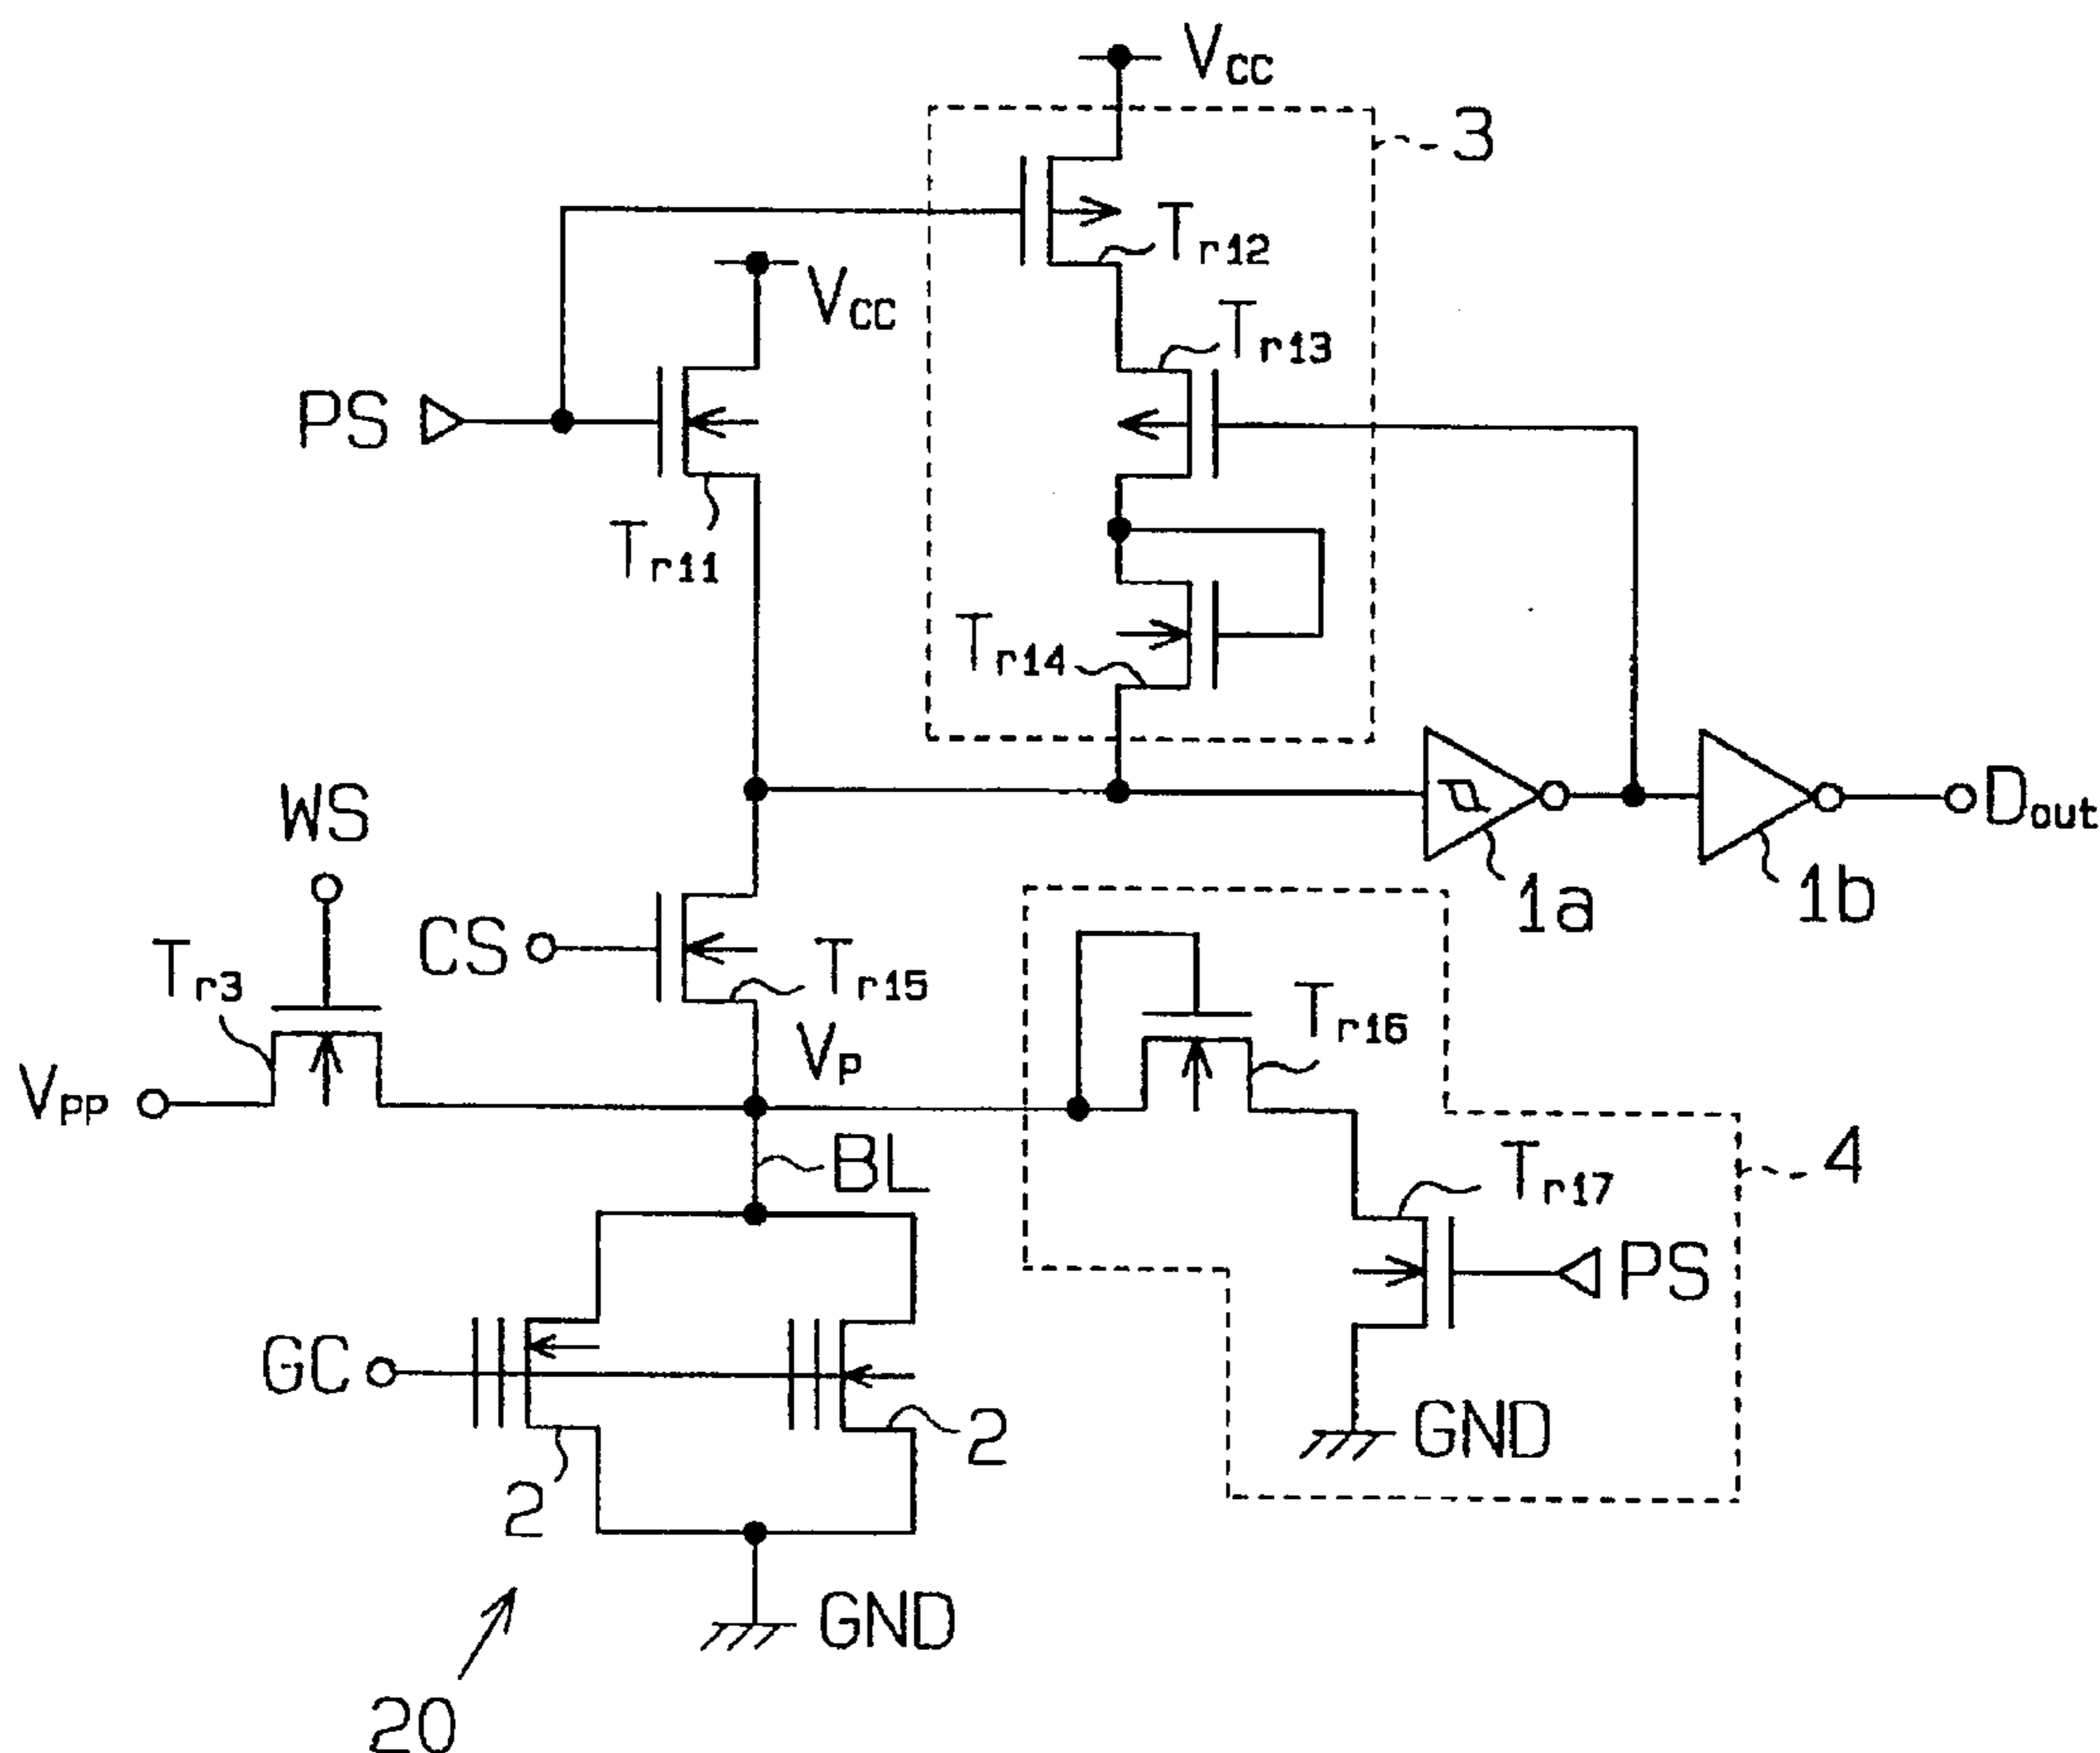 VCC
3
Tr12
VCC
Tr13
PS
Tr11
Tr14
WS
Dout
1a
1b
CS
Tr3
Tr15
Tr16
VP
VPP
BL
4
Tr17
PS
GC
2
2
GND
GND
20